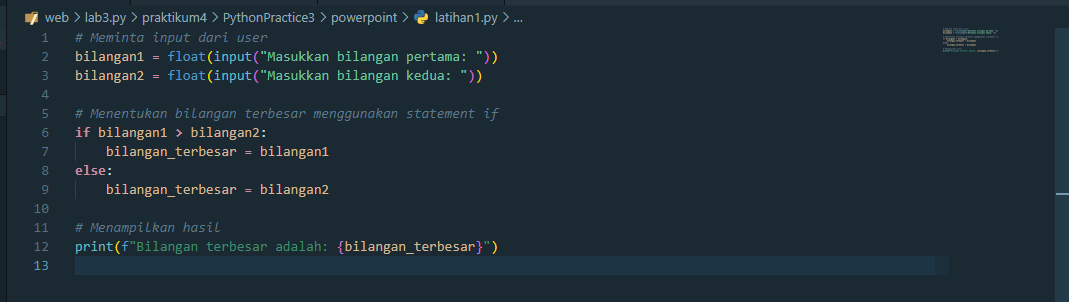 web > lab3.py > praktikum4 > PythonPractice3 > powerpoint > latihan1.py > ...
1 # Meminta input dari user
2 bilangan1 = float(input("Masukkan bilangan pertama: "))
3 bilangan2 = float(input("Masukkan bilangan kedua: "))
4
5 # Menentukan bilangan terbesar menggunakan statement if
6 if bilangan1 > bilangan2:
7     bilangan_terbesar = bilangan1
8 else:
9     bilangan_terbesar = bilangan2
10
11 # Menampilkan hasil
12 print(f"Bilangan terbesar adalah: {bilangan_terbesar}")
13